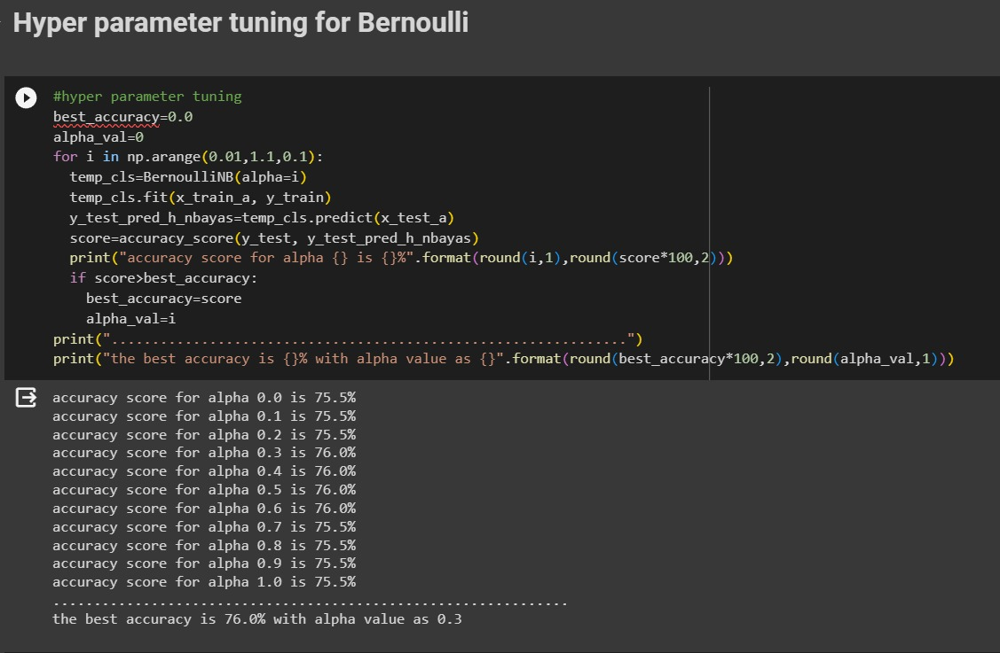 Hyper parameter tuning for Bernoulli
#hyper parameter tuning
best_accuracy=0.0
alpha_val=0
for i in np.arange(0.01,1.1,0.1):
  temp_cls=BernoulliNB(alpha=i)
  temp_cls.fit(x_train_a, y_train)
  y_test_pred_h_nbayas=temp_cls.predict(x_test_a)
  score=accuracy_score(y_test, y_test_pred_h_nbayas)
  print("accuracy score for alpha {} is {}%".format(round(i,1),round(score*100,2)))
  if score>best_accuracy:
    best_accuracy=score
    alpha_val=i
print("...............................................................")
print("the best accuracy is {}% with alpha value as {}".format(round(best_accuracy*100,2),round(alpha_val,1)))
accuracy score for alpha 0.0 is 75.5%
accuracy score for alpha 0.1 is 75.5%
accuracy score for alpha 0.2 is 75.5%
accuracy score for alpha 0.3 is 76.0%
accuracy score for alpha 0.4 is 76.0%
accuracy score for alpha 0.5 is 76.0%
accuracy score for alpha 0.6 is 76.0%
accuracy score for alpha 0.7 is 75.5%
accuracy score for alpha 0.8 is 75.5%
accuracy score for alpha 0.9 is 75.5%
accuracy score for alpha 1.0 is 75.5%
...............................................................
the best accuracy is 76.0% with alpha value as 0.3